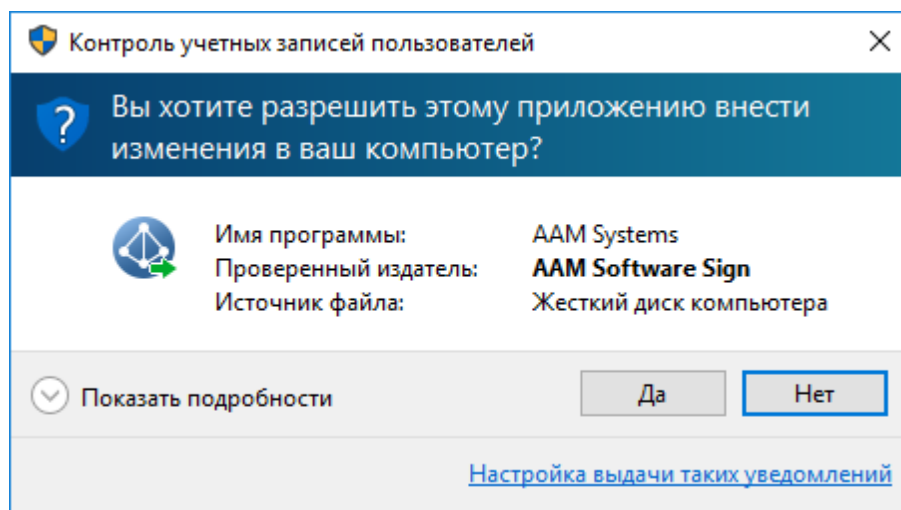 Контроль учетных записей пользователей
Вы хотите разрешить этому приложению внести
изменения в ваш компьютер?
Имя программы: AAM Systems
Проверенный издатель: AAM Software Sign
Источник файла: Жесткий диск компьютера
Показать подробности
Да
Нет
Настройка выдачи таких уведомлений